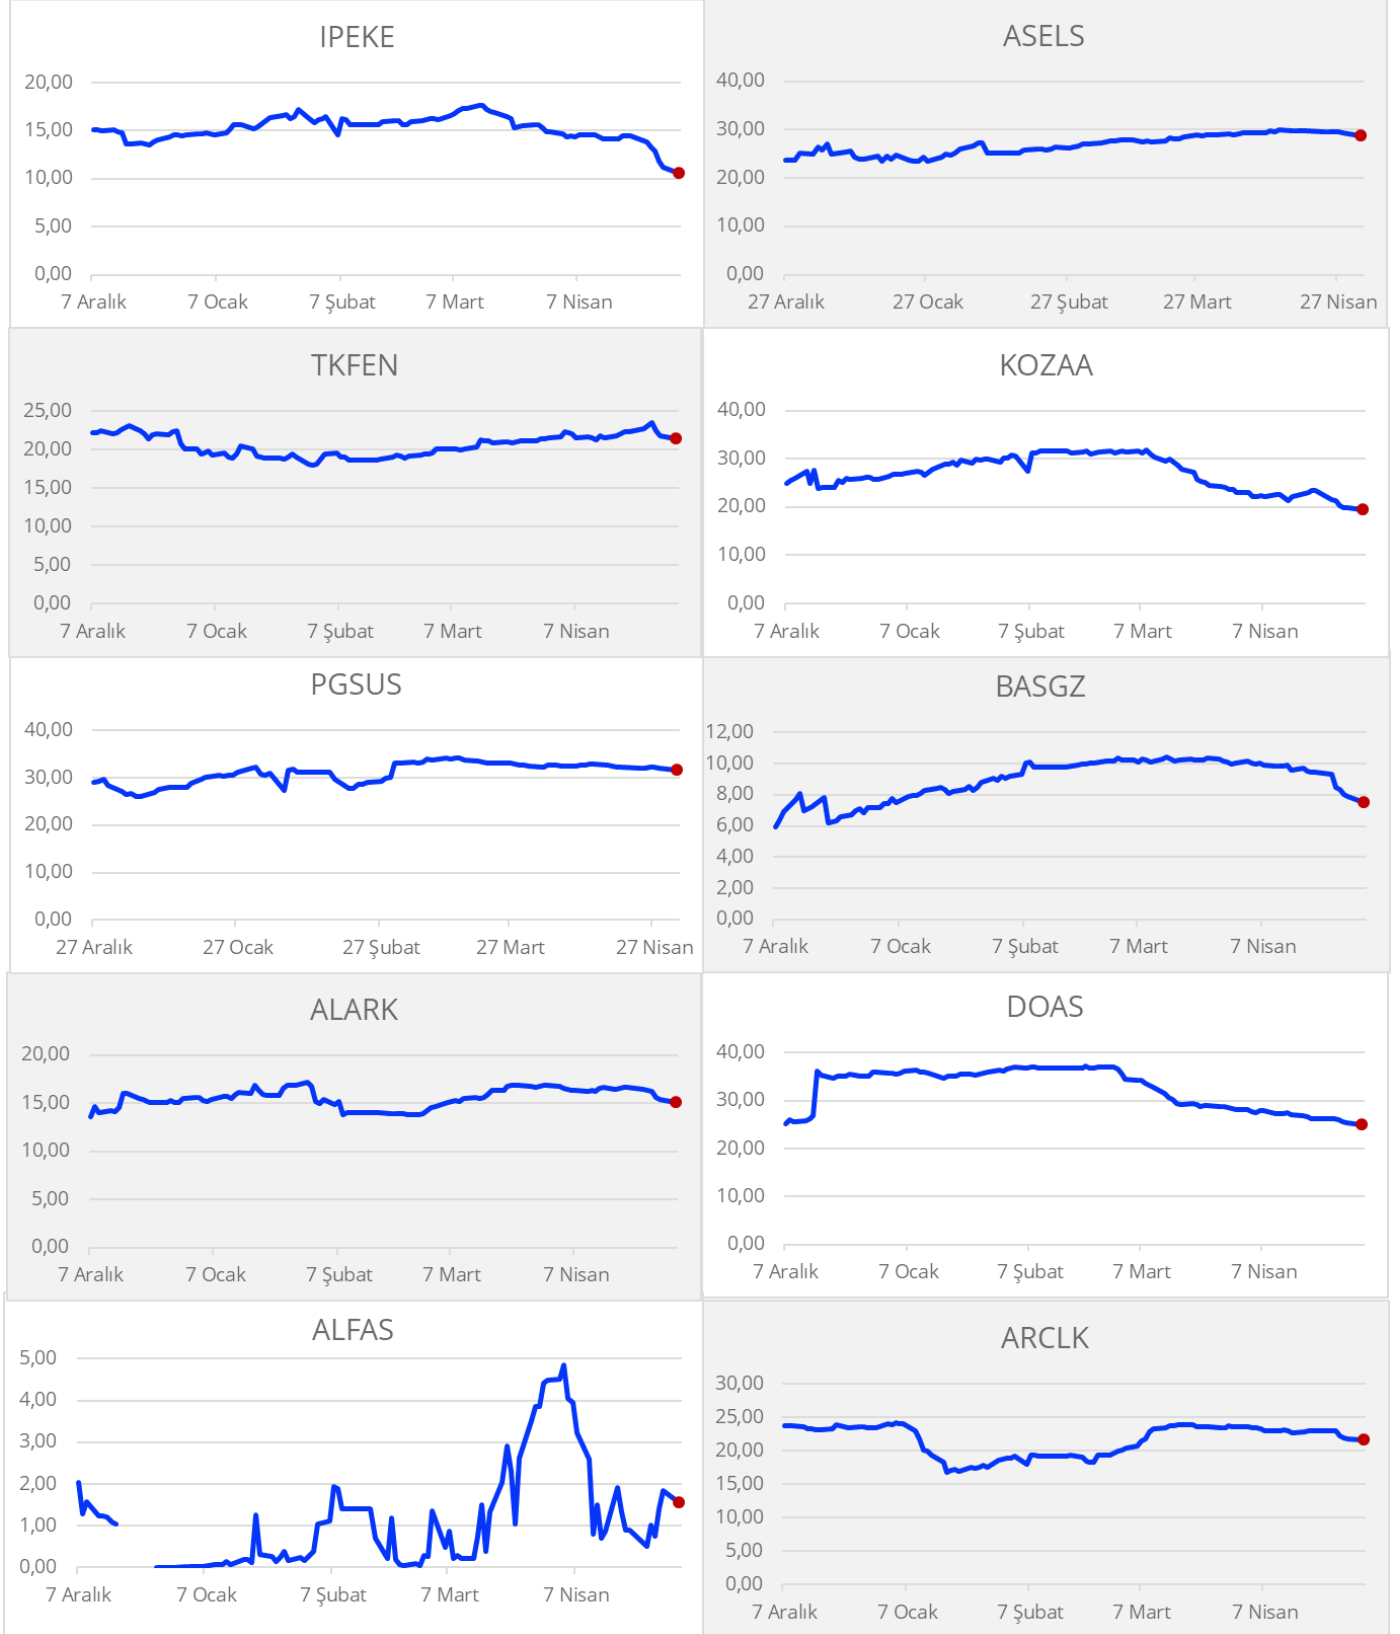 IPEKE
20,00
15,00
10,00
5,00
0,00
7 Aralık 7 Ocak 7 Şubat 7 Mart 7 Nisan
ASELS
40,00
30,00
20,00
10,00
0,00
27 Aralık 27 Ocak 27 Şubat 27 Mart 27 Nisan
TKFEN
25,00
20,00
15,00
10,00
5,00
0,00
7 Aralık 7 Ocak 7 Şubat 7 Mart 7 Nisan
KOZAA
40,00
30,00
20,00
10,00
0,00
7 Aralık 7 Ocak 7 Şubat 7 Mart 7 Nisan
PGSUS
40,00
30,00
20,00
10,00
0,00
27 Aralık 27 Ocak 27 Şubat 27 Mart 27 Nisan
BASGZ
12,00
10,00
8,00
6,00
4,00
2,00
0,00
7 Aralık 7 Ocak 7 Şubat 7 Mart 7 Nisan
ALARK
20,00
15,00
10,00
5,00
0,00
7 Aralık 7 Ocak 7 Şubat 7 Mart 7 Nisan
DOAS
40,00
30,00
20,00
10,00
0,00
7 Aralık 7 Ocak 7 Şubat 7 Mart 7 Nisan
ALFAS
5,00
4,00
3,00
2,00
1,00
0,00
7 Aralık 7 Ocak 7 Şubat 7 Mart 7 Nisan
ARCLK
30,00
25,00
20,00
15,00
10,00
5,00
0,00
7 Aralık 7 Ocak 7 Şubat 7 Mart 7 Nisan